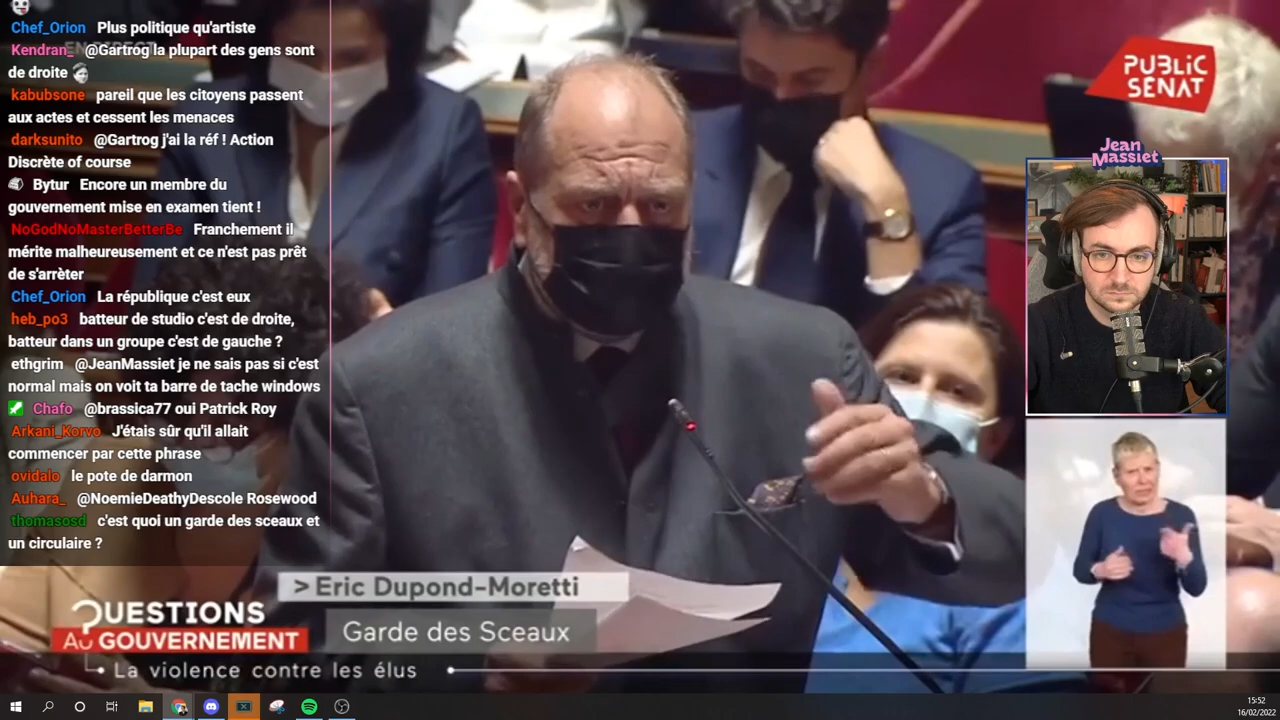 Chef_Orion Plus politique qu'artiste
Kendran_ @Gartrog la plupart des gens sont
de droite
kabubsone pareil que les citoyens passent
aux actes et cessent les menaces
darksunito @Gartrog j'ai la réf ! Action
Discrète of course
Bytur Encore un membre du
gouvernement mise en examen tient !
NoGodNoMasterBetterBe Franchement il
mérite malheureusement et ce n'est pas prêt
de s'arrèter
Chef_Orion La république c'est eux
heb_po3 batteur de studio c'est de droite,
batteur dans un groupe c'est de gauche ?
ethgrim @JeanMassiet je ne sais pas si c'est
normal mais on voit ta barre de tache windows
Chafo @brassica77 oui Patrick Roy
Arkani_Korvo J'étais sûr qu'il allait
commencer par cette phrase
ovidalo le pote de darmon
Auhara_ @NoemieDeathyDescole Rosewood
thomasosd c'est quoi un garde des sceaux et
un circulaire ?
PUBLIC
SÉNAT
Jean
Massiet
> Eric Dupond-Moretti
Garde des Sceaux
QUESTIONS
AU GOUVERNEMENT
La violence contre les élus
15:52
16/02/2022